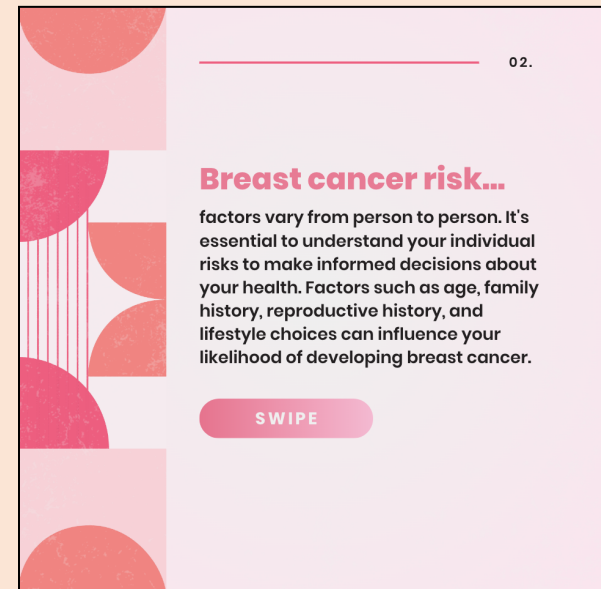 02.
Breast cancer risk...
factors vary from person to person. It's
essential to understand your individual
risks to make informed decisions about
your health. Factors such as age, family
history, reproductive history, and
lifestyle choices can influence your
likelihood of developing breast cancer.
SWIPE